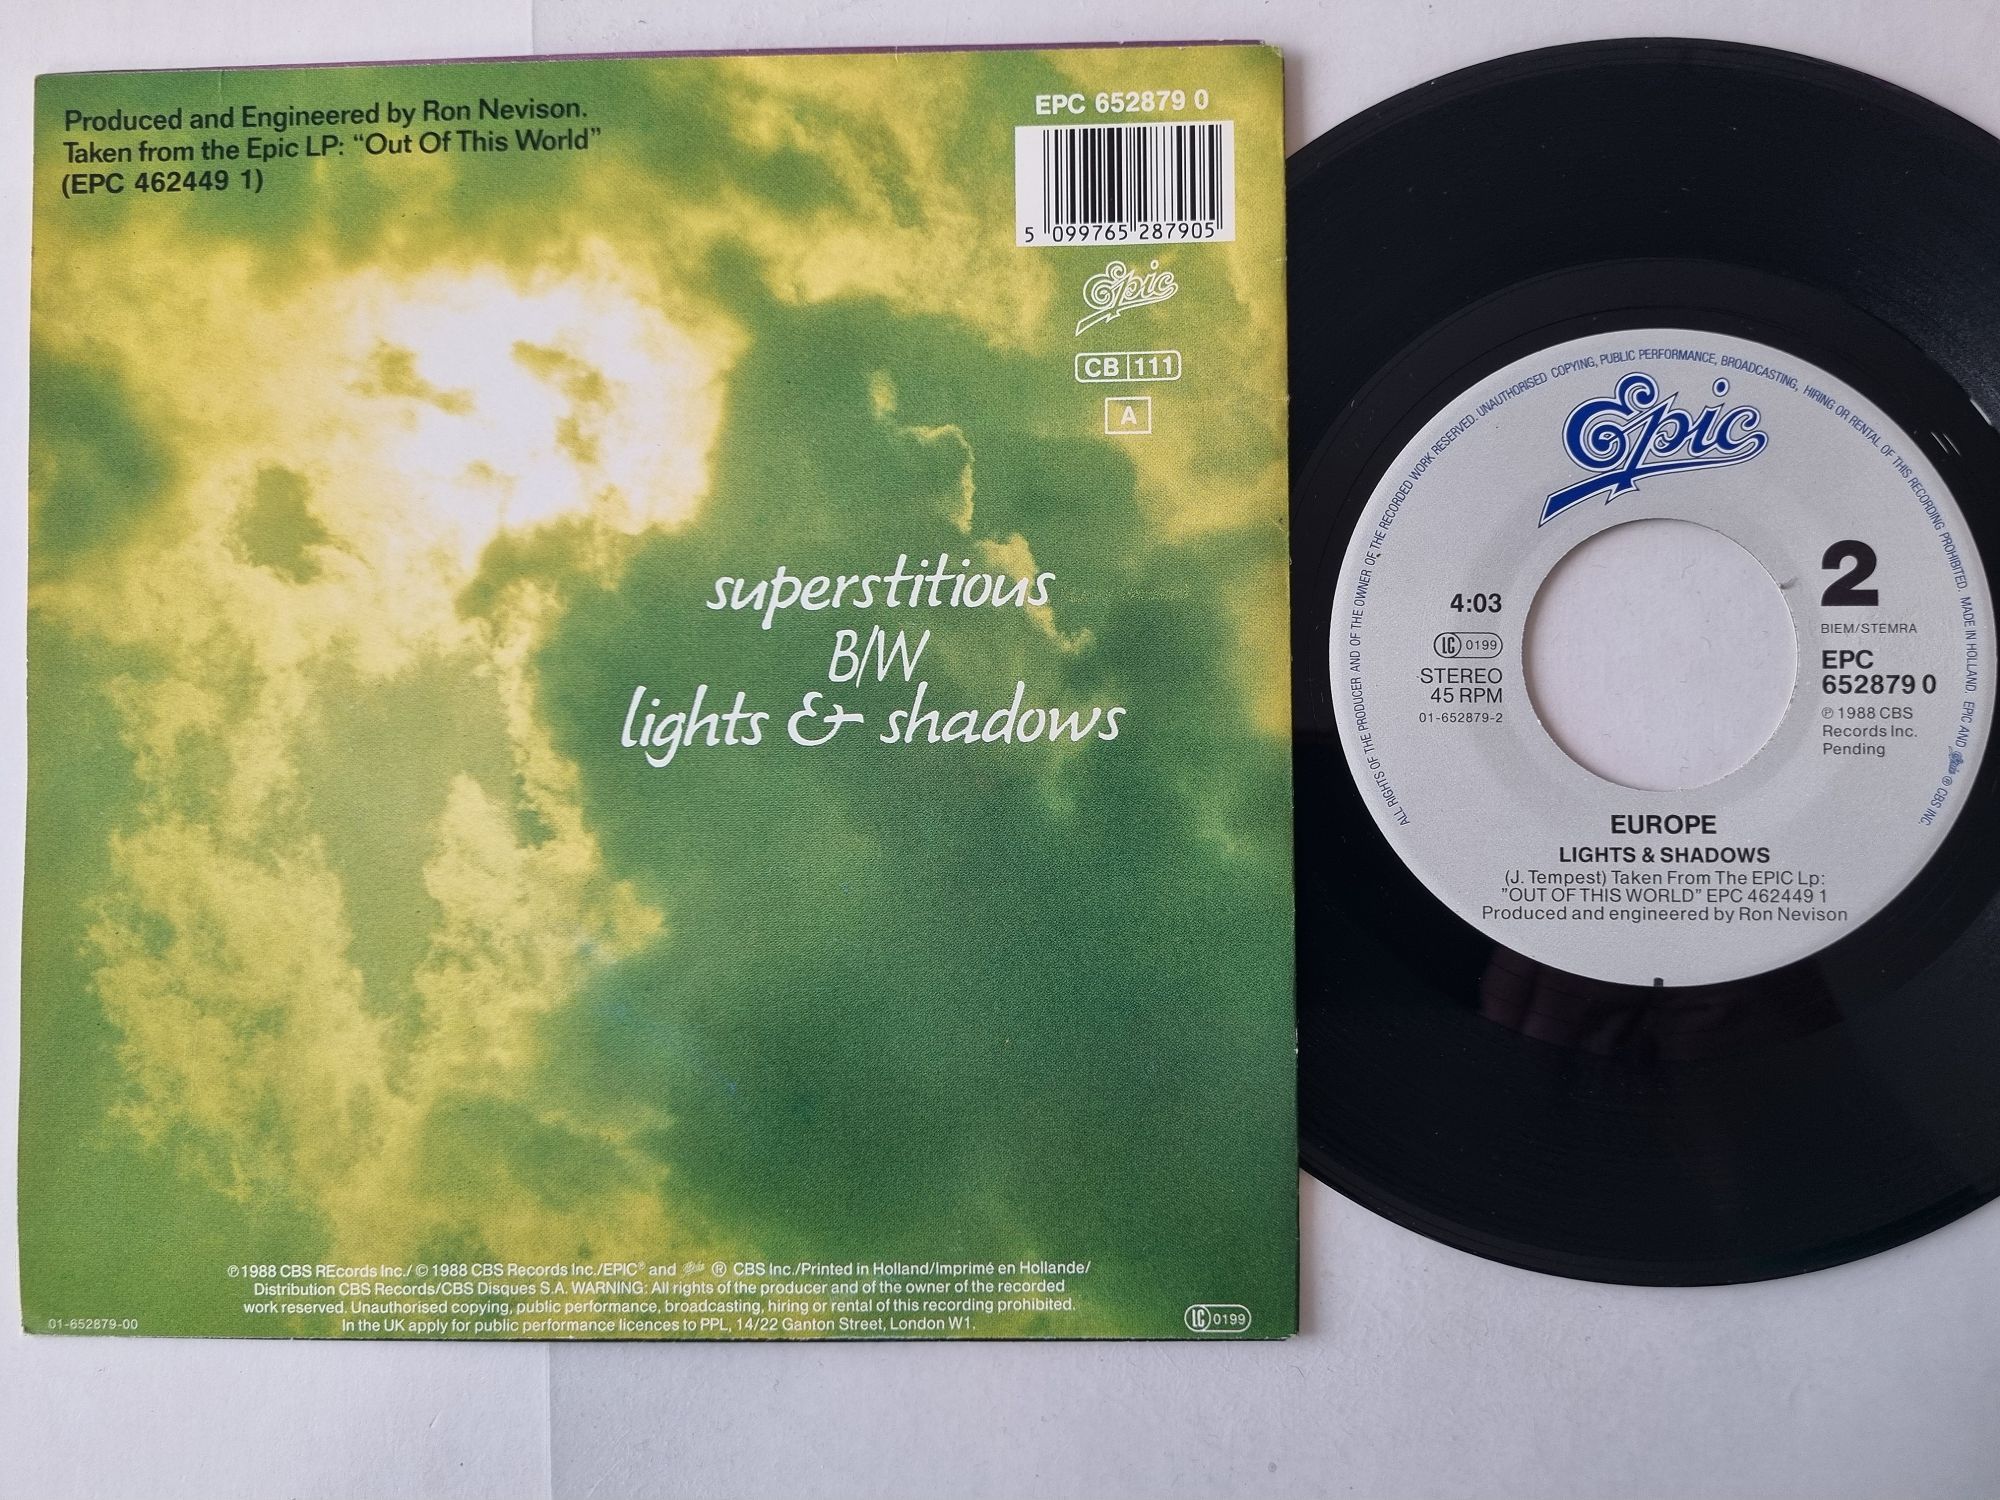 Produced and Engineered by Ron Nevison.
Taken from the Epic LP: “Out Of This World”
(EPC 462449 1)
EPC 652879 0
5 099765 287905
Epic
CB 111
A
superstitious
B/W
lights & shadows
℗1988 CBS REcords Inc./ © 1988 CBS Records Inc./EPIC® and Epic ® CBS Inc./Printed in Holland/Imprimé en Hollande/
Distribution CBS Records/CBS Disques S.A. WARNING: All rights of the producer and of the owner of the recorded
work reserved. Unauthorised copying, public performance, broadcasting, hiring or rental of this recording prohibited.
In the UK apply for public performance licences to PPL, 14/22 Ganton Street, London W1.
01-652879-00
LC 0199
ALL RIGHTS OF THE PRODUCER AND OF THE OWNER OF THE RECORDED WORK RESERVED. UNAUTHORISED COPYING, PUBLIC PERFORMANCE, BROADCASTING, HIRING OR RENTAL OF THIS RECORDING PROHIBITED. MADE IN HOLLAND. EPIC AND Epic ® CBS INC.
Epic
4:03
LC 0199
STEREO
45 RPM
01-652879-2
2
BIEM/STEMRA
EPC
652879 0
℗ 1988 CBS
Records Inc.
Pending
EUROPE
LIGHTS & SHADOWS
(J. Tempest) Taken From The EPIC Lp:
”OUT OF THIS WORLD” EPC 462449 1
Produced and engineered by Ron Nevison